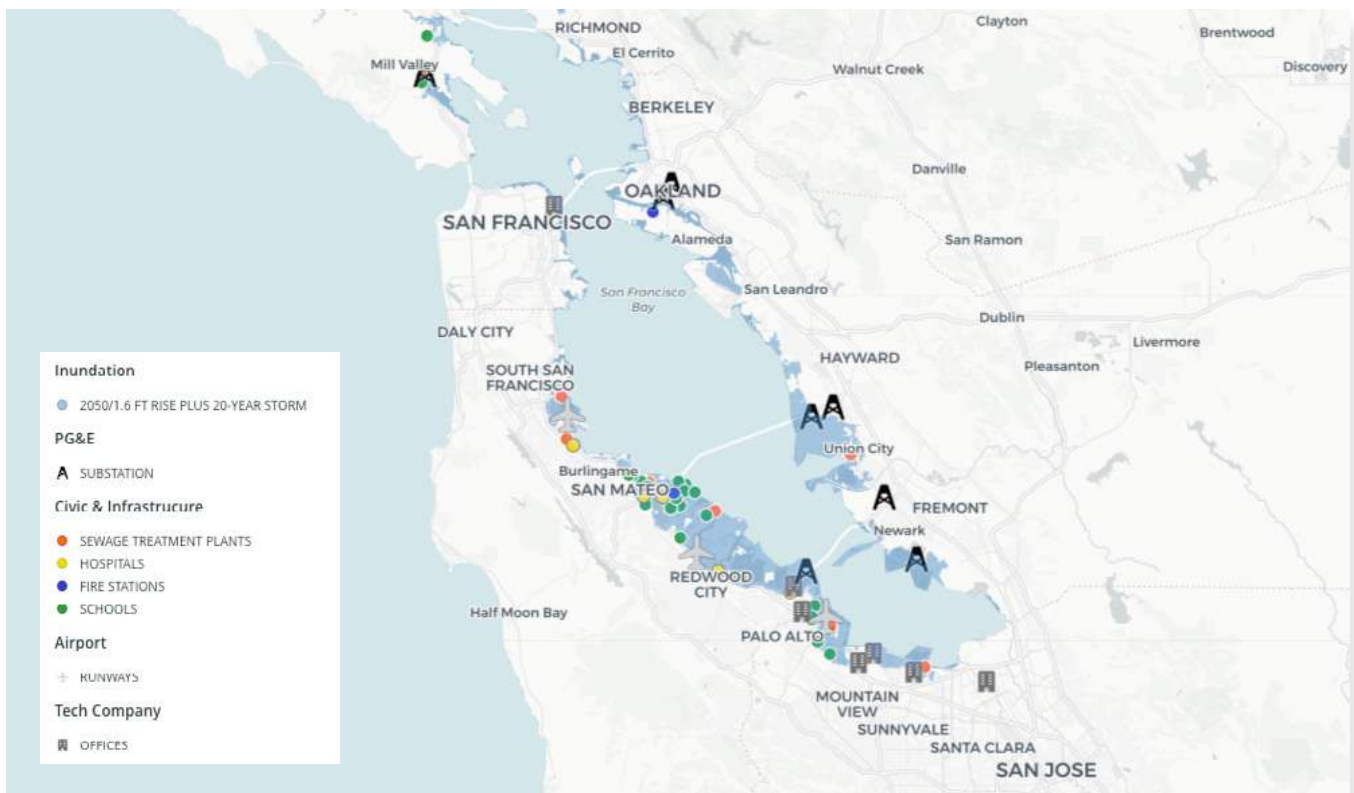 RICHMOND
Clayton
El Cerrito
Brentwood
Mill Valley
Walnut Creek
Discovery
BERKELEY
Danville
OAKLAND
SAN FRANCISCO
Alameda
San Ramon
San Francisco
Bay
San Leandro
Dublin
DALY CITY
Livermore
HAYWARD
Pleasanton
SOUTH SAN
FRANCISCO
Union City
Burlingame
SAN MATEO
FREMONT
Newark
REDWOOD
CITY
Half Moon Bay
PALO ALTO
MOUNTAIN
VIEW
SUNNYVALE
SANTA CLARA
SAN JOSE
Inundation
2050/1.6 FT RISE PLUS 20-YEAR STORM
PG&E
SUBSTATION
Civic & Infrastrucure
SEWAGE TREATMENT PLANTS
HOSPITALS
FIRE STATIONS
SCHOOLS
Airport
RUNWAYS
Tech Company
OFFICES